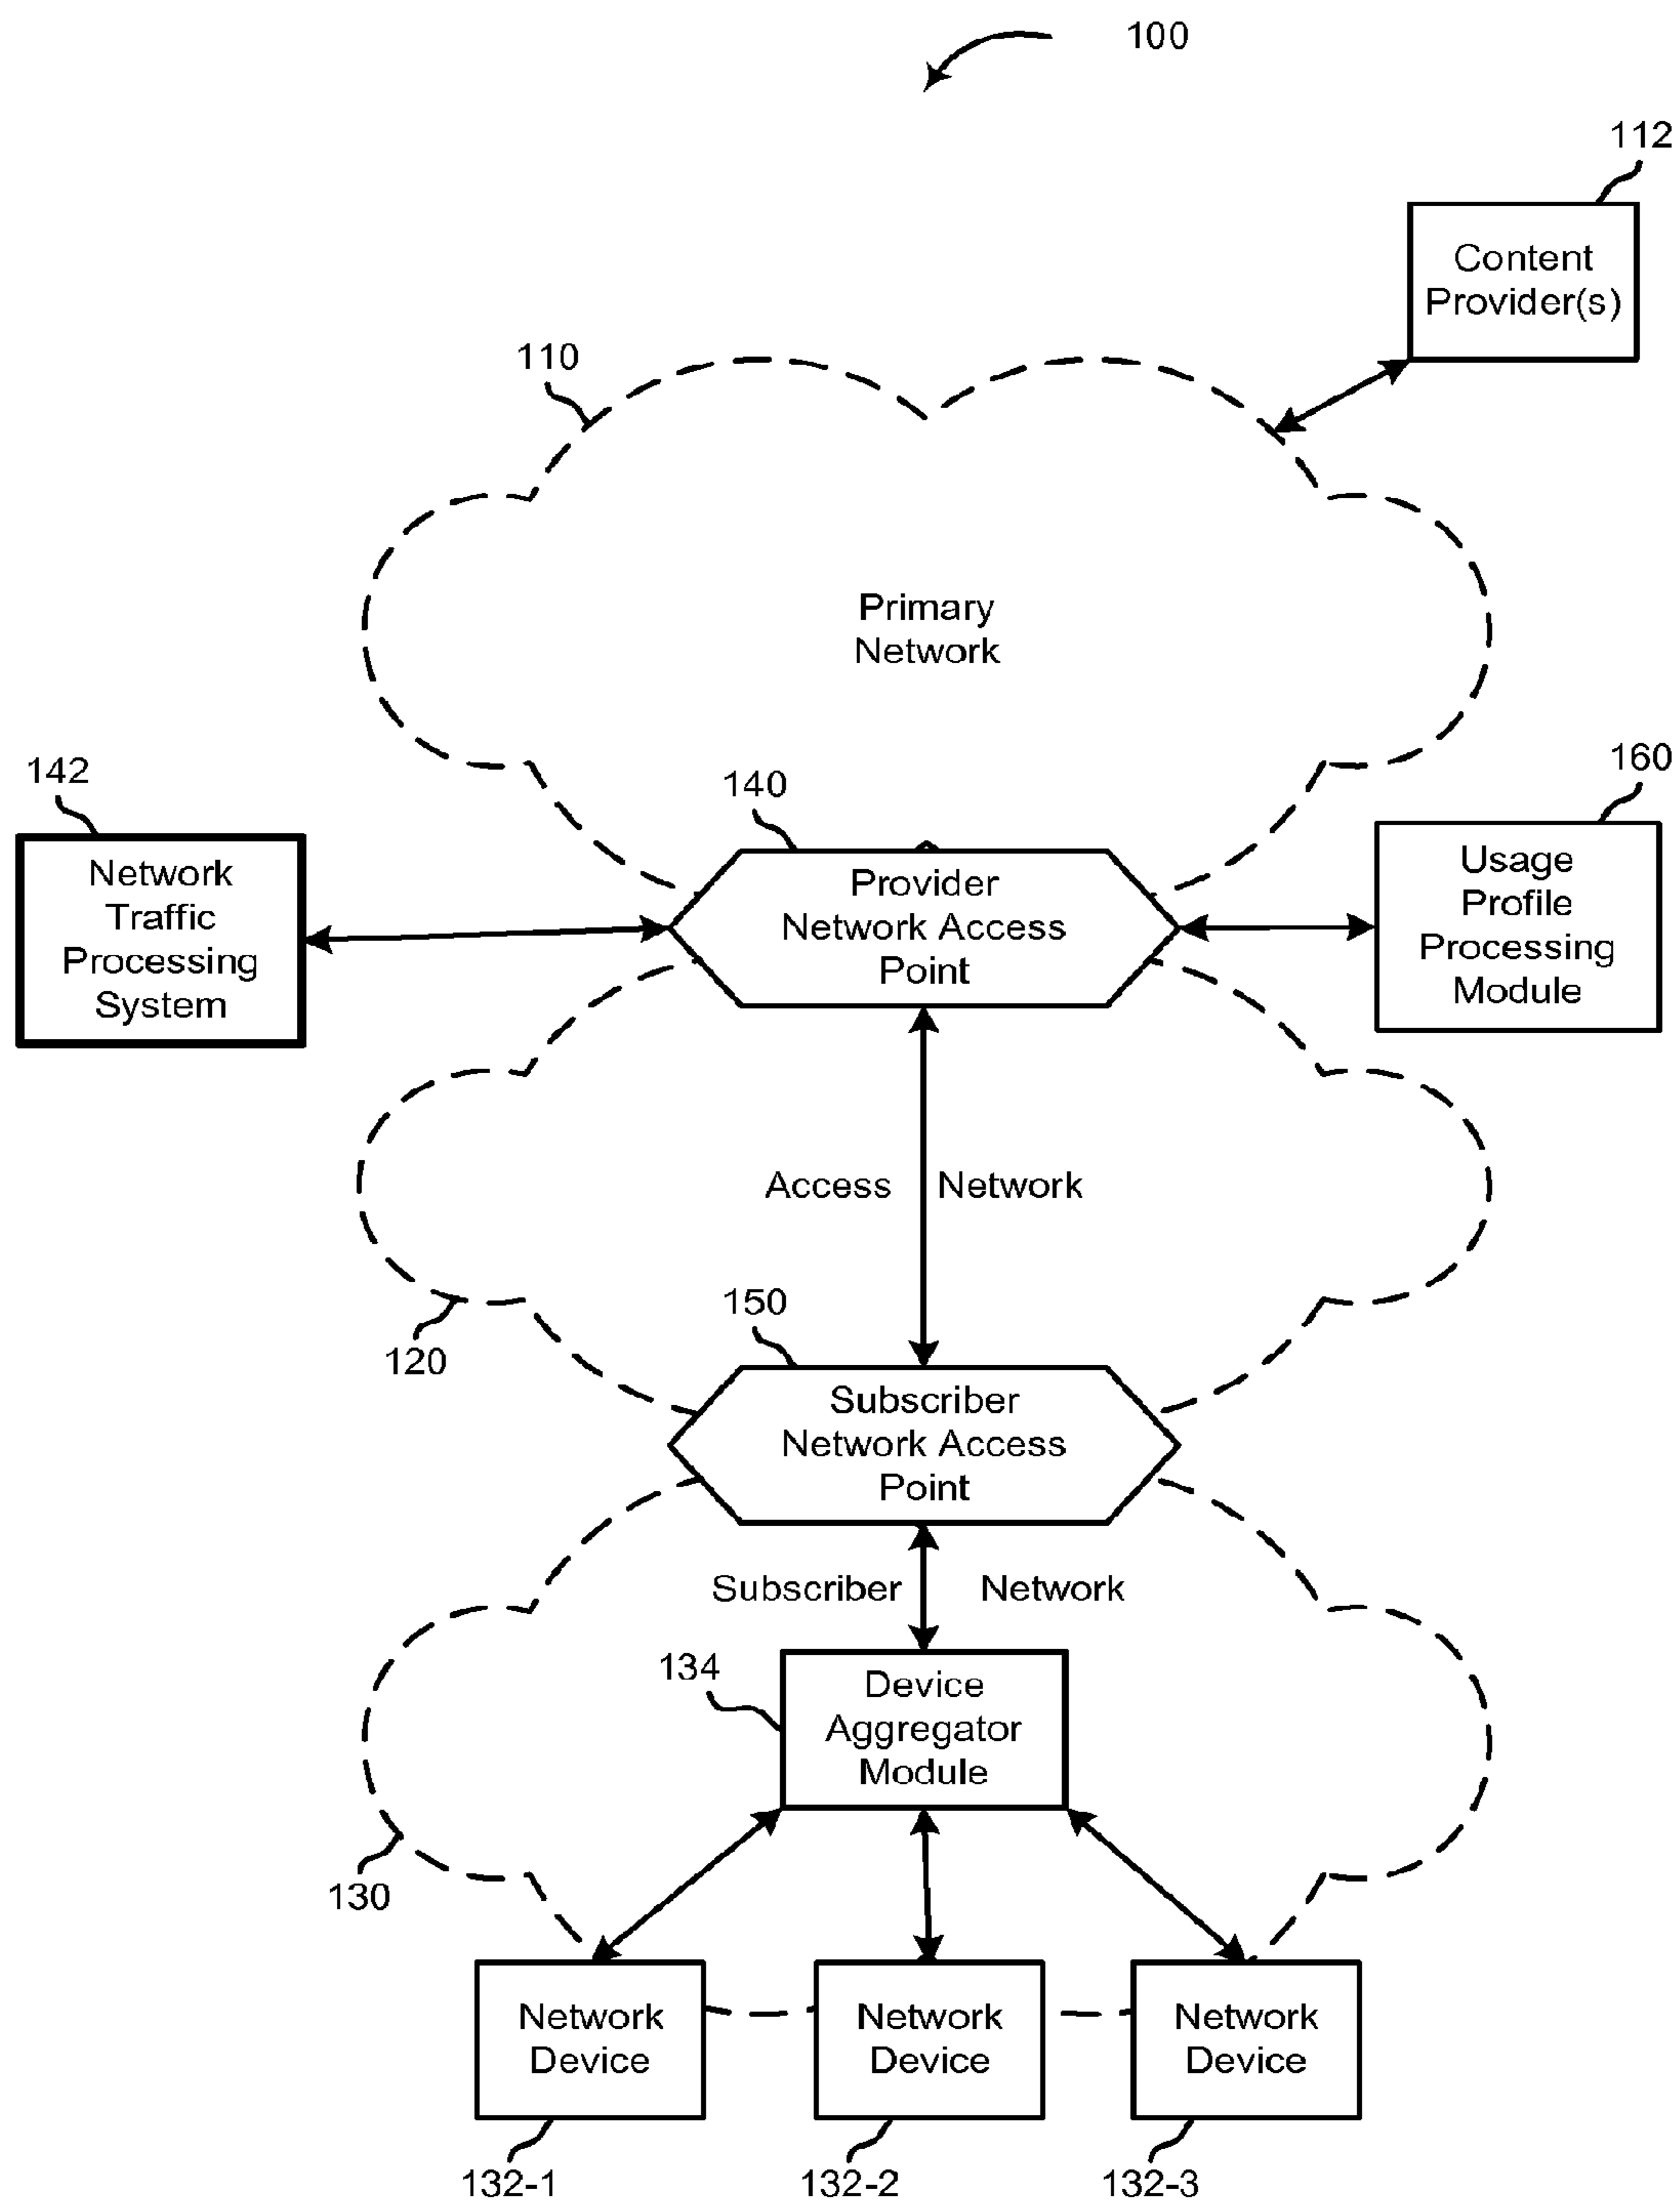 100
112
Content
Provider(s)
110
Primary
Network
142
Network
Traffic
Processing
System
140
Provider
Network Access
Point
160
Usage
Profile
Processing
Module
Access Network
120
150
Subscriber
Network Access
Point
Subscriber Network
134
Device
Aggregator
Module
130
Network
Device
Network
Device
Network
Device
132-1
132-2
132-3